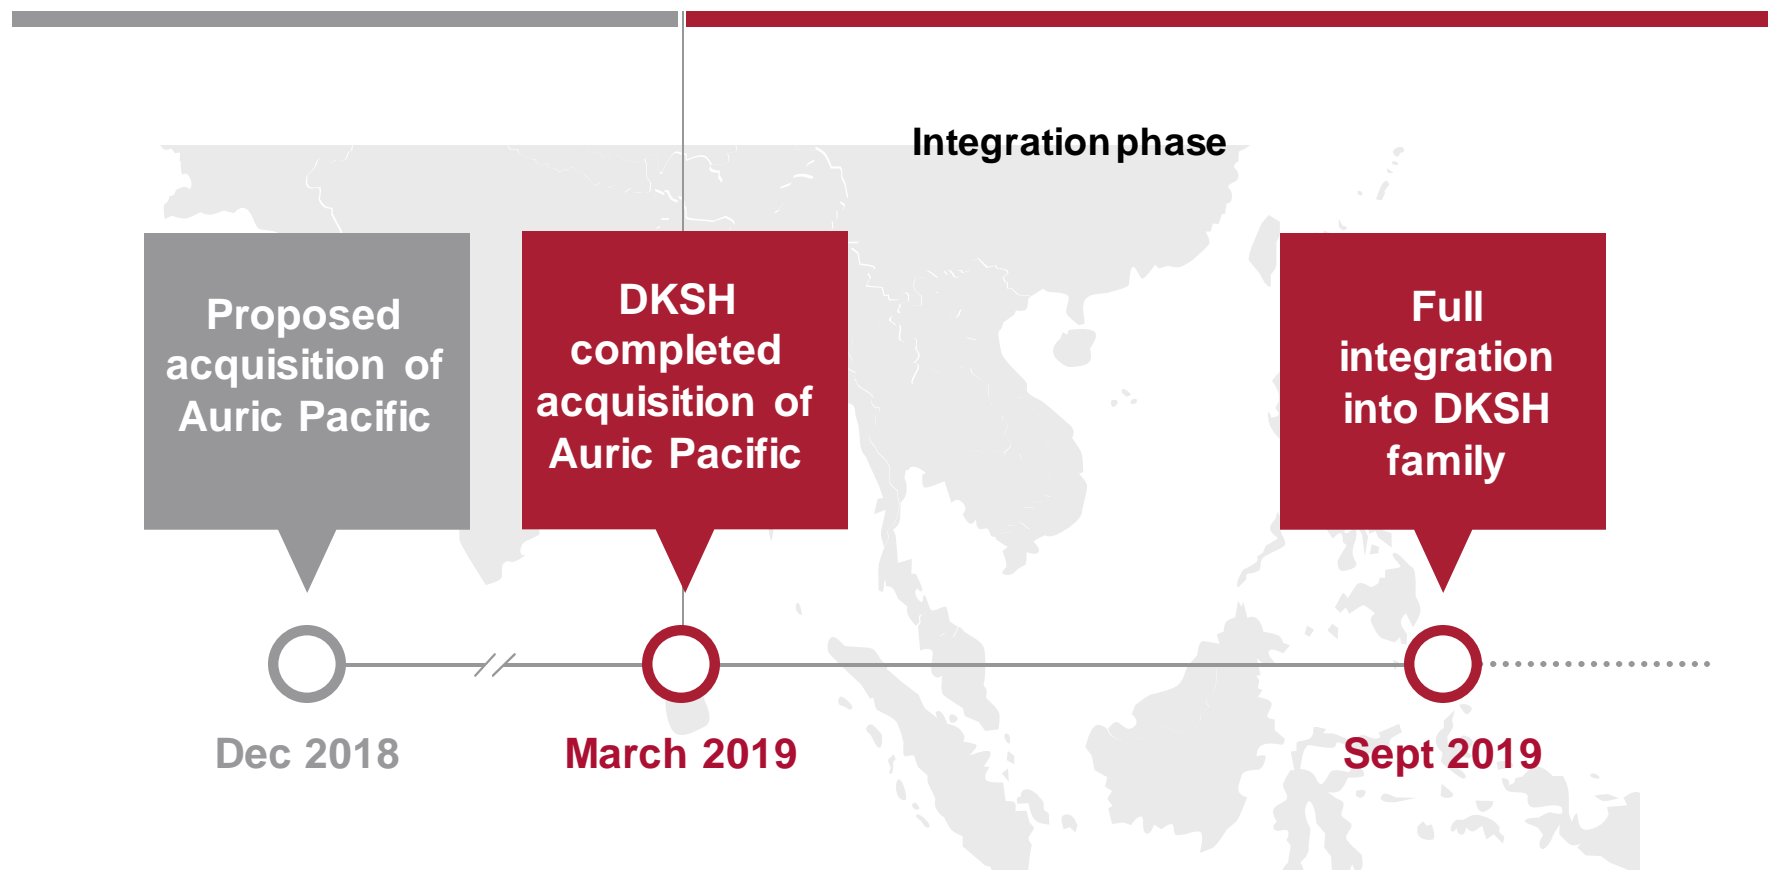 Integration phase
Proposed
acquisition of
Auric Pacific
DKSH
completed
acquisition of
Auric Pacific
Full
integration
into DKSH
family
Dec 2018
March 2019
Sept 2019